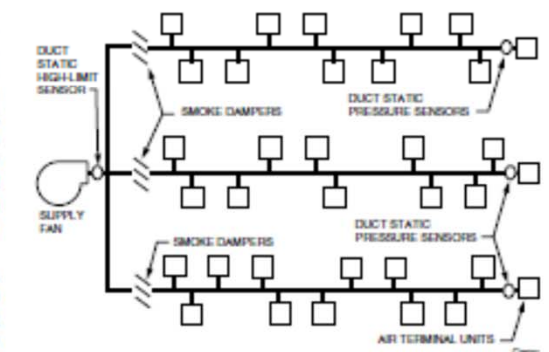 DUCT
STATIC
HIGH-LIMIT
SENSOR
SMOKE DAMPERS
DUCT STATIC
PRESSURE SENSORS
SUPPLY
FAN
SMOKE DAMPERS
DUCT STATIC
PRESSURE SENSORS
AIR TERMINAL UNITS